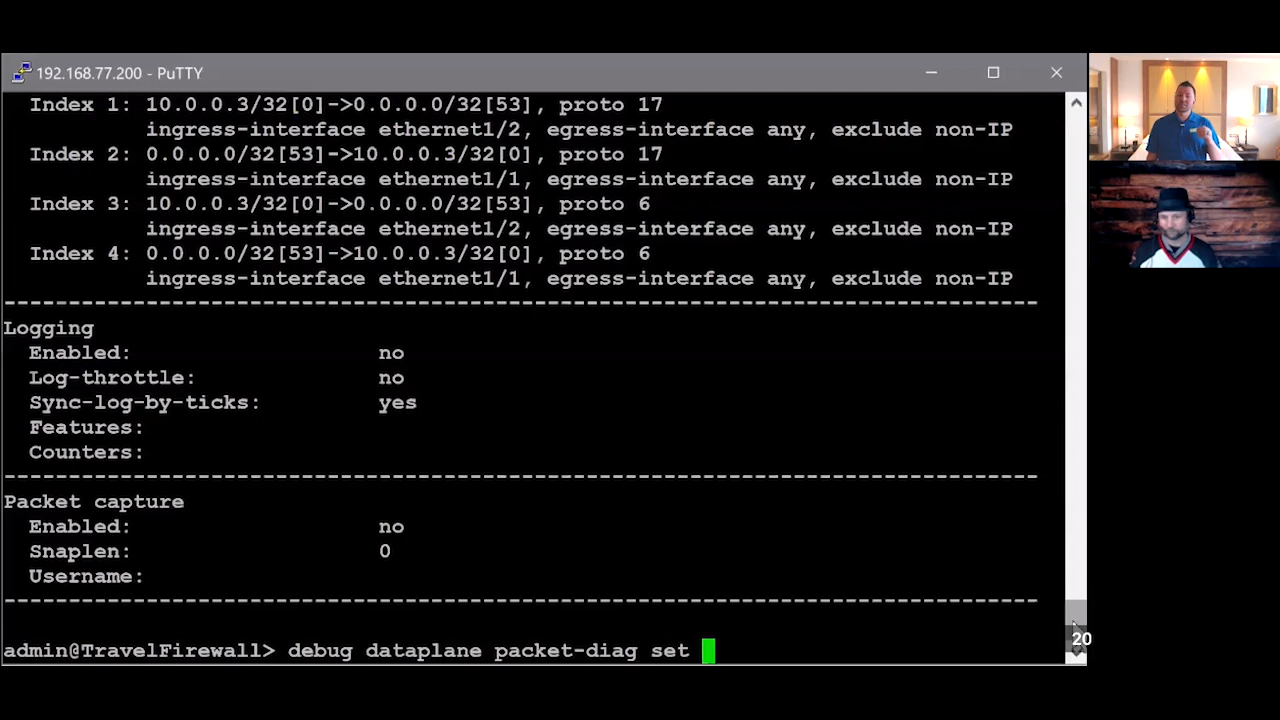 192.168.77.200 - PuTTY
Index 1: 10.0.0.3/32[0]->0.0.0.0/32[53], proto 17
ingress-interface ethernet1/2, egress-interface any, exclude non-IP
Index 2: 0.0.0.0/32[53]->10.0.0.3/32[0], proto 17
ingress-interface ethernet1/1, egress-interface any, exclude non-IP
Index 3: 10.0.0.3/32[0]->0.0.0.0/32[53], proto 6
ingress-interface ethernet1/2, egress-interface any, exclude non-IP
Index 4: 0.0.0.0/32[53]->10.0.0.3/32[0], proto 6
ingress-interface ethernet1/1, egress-interface any, exclude non-IP
--------------------------------------------------------------------------------
Logging
Enabled: no
Log-throttle: no
Sync-log-by-ticks: yes
Features:
Counters:
--------------------------------------------------------------------------------
Packet capture
Enabled: no
Snaplen: 0
Username:
--------------------------------------------------------------------------------
20
admin@TravelFirewall> debug dataplane packet-diag set